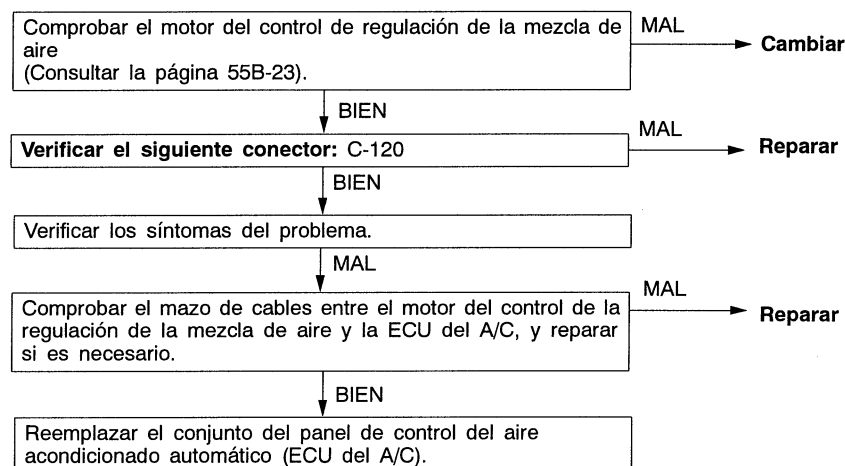 Comprobar el motor del control de regulación de la mezcla de
aire
(Consultar la página 55B-23).
MAL
Cambiar
BIEN
Verificar el siguiente conector: C-120
MAL
Reparar
BIEN
Verificar los síntomas del problema.
MAL
Comprobar el mazo de cables entre el motor del control de la
regulación de la mezcla de aire y la ECU del A/C, y reparar
si es necesario.
MAL
Reparar
BIEN
Reemplazar el conjunto del panel de control del aire
acondicionado automático (ECU del A/C).